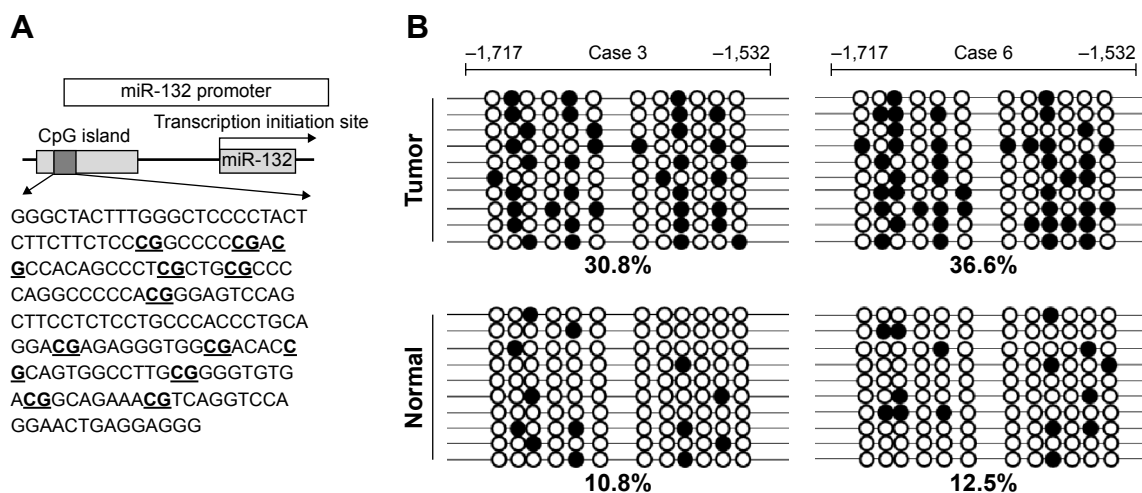 A
miR-132 promoter
CpG island
Transcription initiation site
miR-132
GGGCTACTTTGGGCTCCCCTACT
CTTCTTCTCCCGGCCCCCGAC
GCCACAGCCCTCGCTGCGCCC
CAGGCCCCCACGGGAGTCCAG
CTTCCTCTCCTGCCCACCCTGCA
GGACGAGAGGGTGGCGACACC
GCAGTGGCCTTGCGGGGTGTG
ACGGCAGAAACGTCAGGTCCA
GGAACTGAGGAGGG
B
–1,717 Case 3 –1,532
–1,717 Case 6 –1,532
Tumor
30.8%
36.6%
Normal
10.8%
12.5%